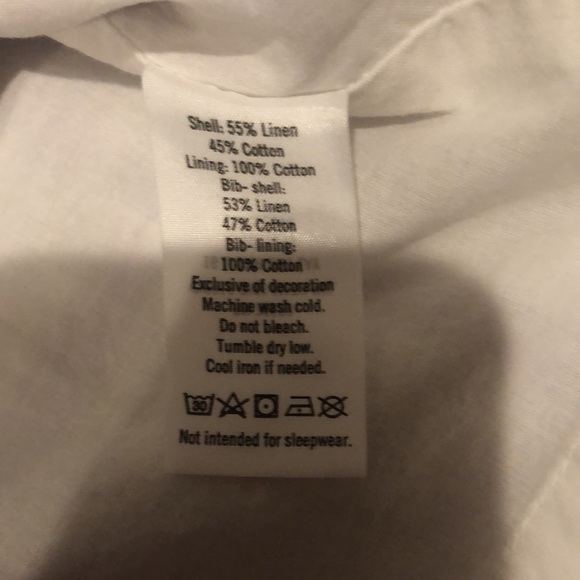 Shell: 55% Linen
45% Cotton
Lining: 100% Cotton
Bib- shell:
53% Linen
47% Cotton
Bib- lining:
100% Cotton
Exclusive of decoration
Machine wash cold.
Do not bleach.
Tumble dry low.
Cool iron if needed.
30
Not intended for sleepwear.